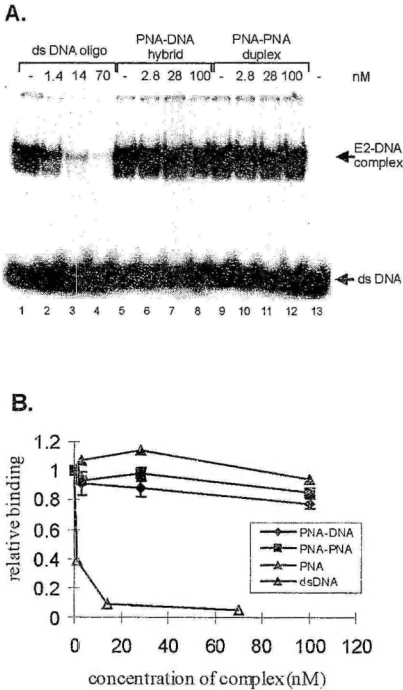 A.
ds DNA oligo
PNA-DNA hybrid
PNA-PNA duplex
- 1.4 14 70 - 2.8 28 100 - 2.8 28 100 - nM
E2-DNA complex
ds DNA
1 2 3 4 5 6 7 8 9 10 11 12 13
B.
1.2
1
0.8
0.6
0.4
0.2
0
relative binding
PNA-DNA
PNA-PNA
PNA
dsDNA
0 20 40 60 80 100 120
concentration of complex(nM)